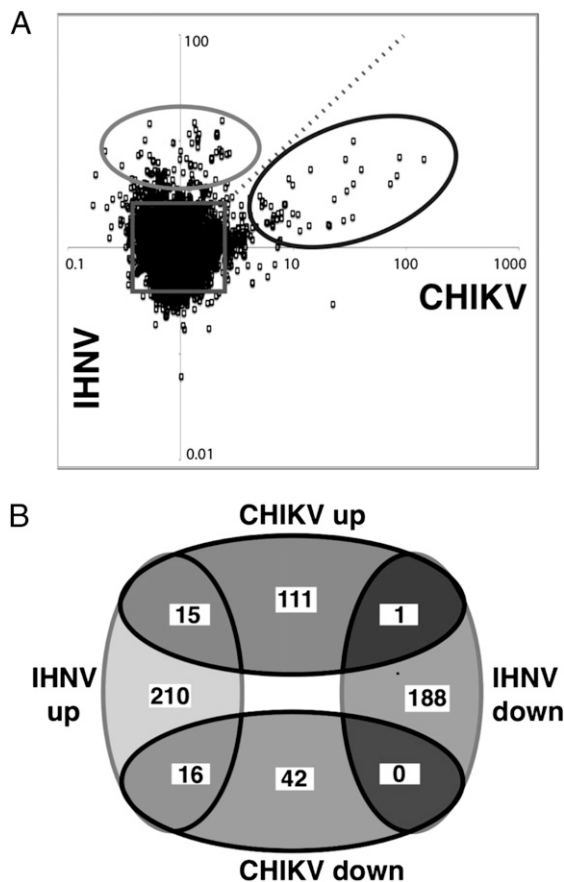 A
100
0.1
10
100
1000
CHIKV
IHNV
0.01
B
CHIKV up
15
111
1
IHNV
up
210
188
IHNV
down
16
42
0
CHIKV down